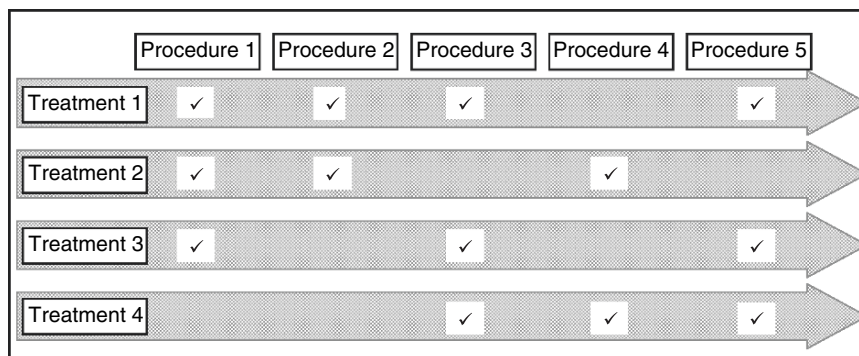 Procedure 1 Procedure 2 Procedure 3 Procedure 4 Procedure 5
Treatment 1 ✓ ✓ ✓ ✓
Treatment 2 ✓ ✓ ✓
Treatment 3 ✓ ✓ ✓
Treatment 4 ✓ ✓ ✓